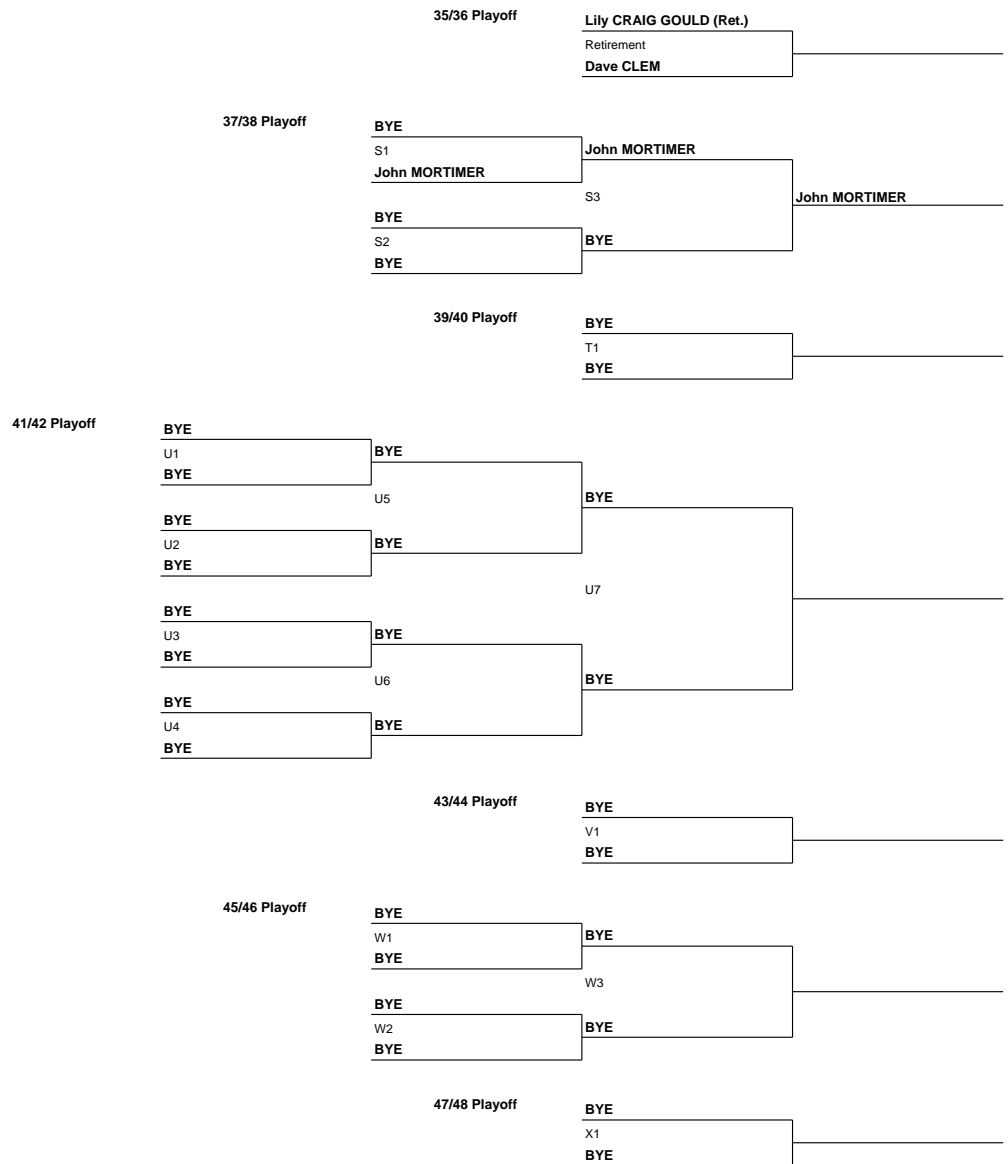 35/36 Playoff
Lily CRAIG GOULD (Ret.)
Retirement
Dave CLEM
37/38 Playoff
BYE
S1
John MORTIMER
John MORTIMER
S3
John MORTIMER
BYE
S2
BYE
BYE
39/40 Playoff
BYE
T1
BYE
41/42 Playoff
BYE
U1
BYE
BYE
U5
BYE
BYE
U2
BYE
BYE
U7
BYE
U3
BYE
BYE
U6
BYE
BYE
U4
BYE
BYE
43/44 Playoff
BYE
V1
BYE
45/46 Playoff
BYE
W1
BYE
BYE
W3
BYE
W2
BYE
BYE
47/48 Playoff
BYE
X1
BYE